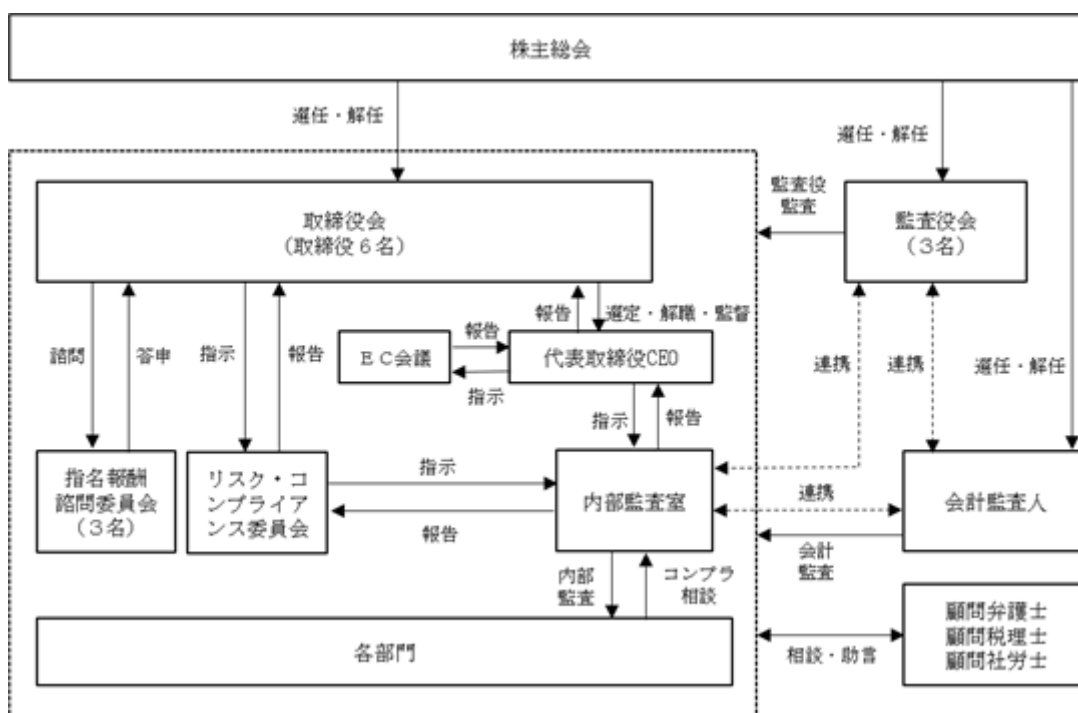 株主総会
選任・解任
選任・解任
監査役
監査
取締役会
（取締役６名）
監査役会
（３名）
報告
選定・解職・監督
諮問
答申
指示
報告
ＥＣ会議
報告
指示
代表取締役CEO
連携
連携
選任・解任
指示
報告
指名報酬
諮問委員会
（３名）
リスク・コ
ンプライア
ンス委員会
指示
報告
内部監査室
連携
会計監査人
会計
監査
内部
監査
コンプラ
相談
各部門
相談・助言
顧問弁護士
顧問税理士
顧問社労士